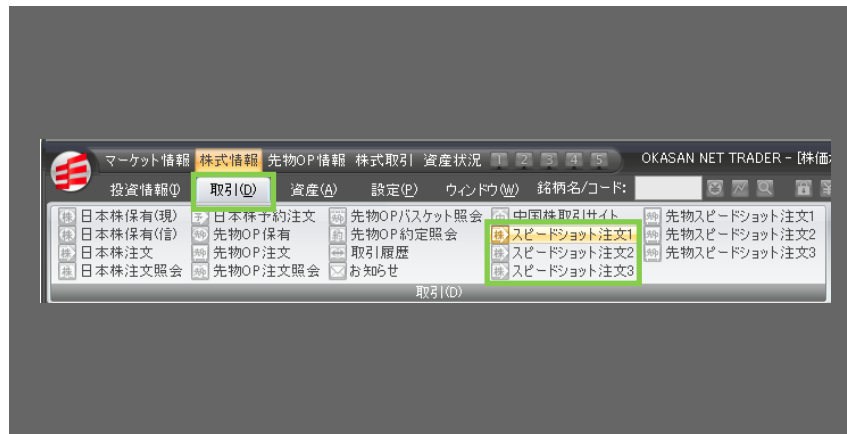 マーケット情報 株式情報 先物OP情報 株式取引 資産状況 1 2 3 4 5 OKASAN NET TRADER - [株価
投資情報(I) 取引(D) 資産(A) 設定(P) ウィンドウ(W) 銘柄名/コード:
日本株保有(現) 日本株予約注文 先物OPバスケット照会 中国株取引サイト 先物スピードショット注文1
日本株保有(信) 先物OP保有 先物OP約定照会 スピードショット注文1 先物スピードショット注文2
日本株注文 先物OP注文 取引履歴 スピードショット注文2 先物スピードショット注文3
日本株注文照会 先物OP注文照会 お知らせ スピードショット注文3
取引(D)